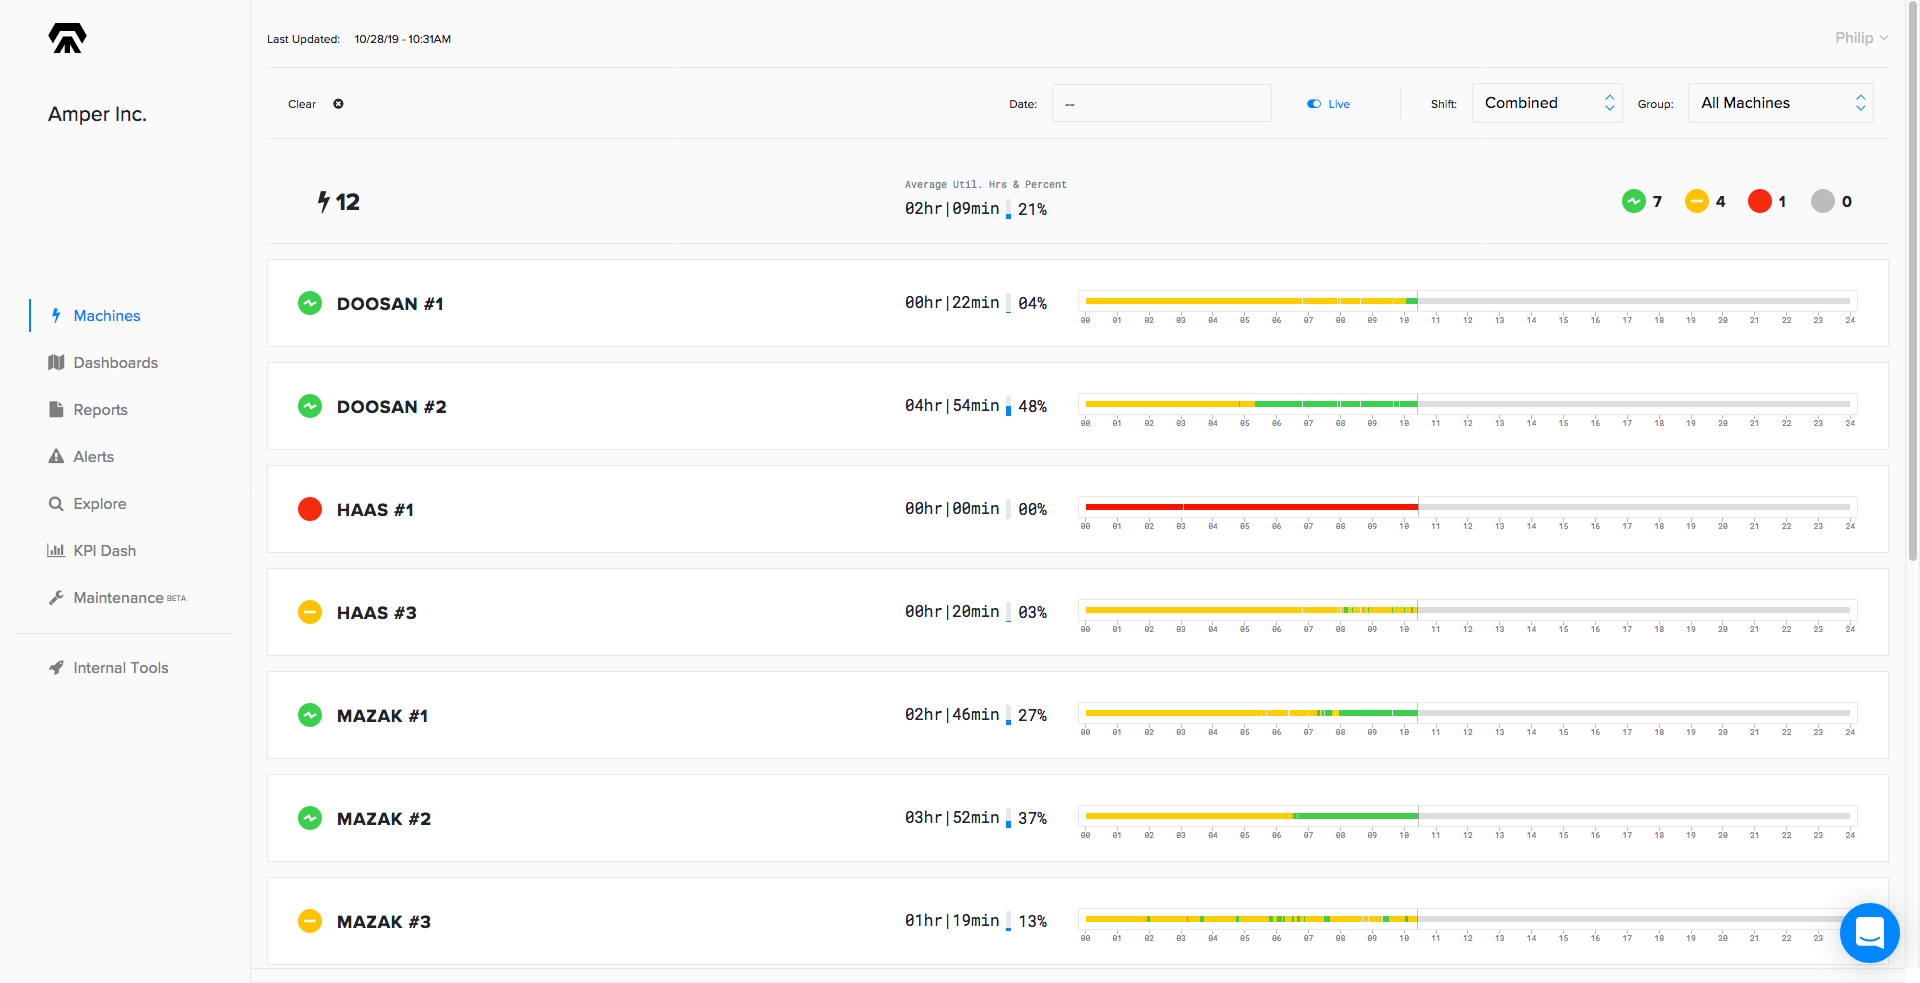 Last Updated: 10/28/19 - 10:31AM
Philip
Amper Inc.
Clear
Date: --
Live
Shift: Combined
Group: All Machines
12
Average Util. Hrs & Percent
02hr|09min 21%
7 4 1 0
Machines
Dashboards
Reports
Alerts
Explore
KPI Dash
Maintenance BETA
Internal Tools
DOOSAN #1 00hr|22min 04%
00 01 02 03 04 05 06 07 08 09 10 11 12 13 14 15 16 17 18 19 20 21 22 23 24
DOOSAN #2 04hr|54min 48%
00 01 02 03 04 05 06 07 08 09 10 11 12 13 14 15 16 17 18 19 20 21 22 23 24
HAAS #1 00hr|00min 00%
00 01 02 03 04 05 06 07 08 09 10 11 12 13 14 15 16 17 18 19 20 21 22 23 24
HAAS #3 00hr|20min 03%
00 01 02 03 04 05 06 07 08 09 10 11 12 13 14 15 16 17 18 19 20 21 22 23 24
MAZAK #1 02hr|46min 27%
00 01 02 03 04 05 06 07 08 09 10 11 12 13 14 15 16 17 18 19 20 21 22 23 24
MAZAK #2 03hr|52min 37%
00 01 02 03 04 05 06 07 08 09 10 11 12 13 14 15 16 17 18 19 20 21 22 23 24
MAZAK #3 01hr|19min 13%
00 01 02 03 04 05 06 07 08 09 10 11 12 13 14 15 16 17 18 19 20 21 22 23